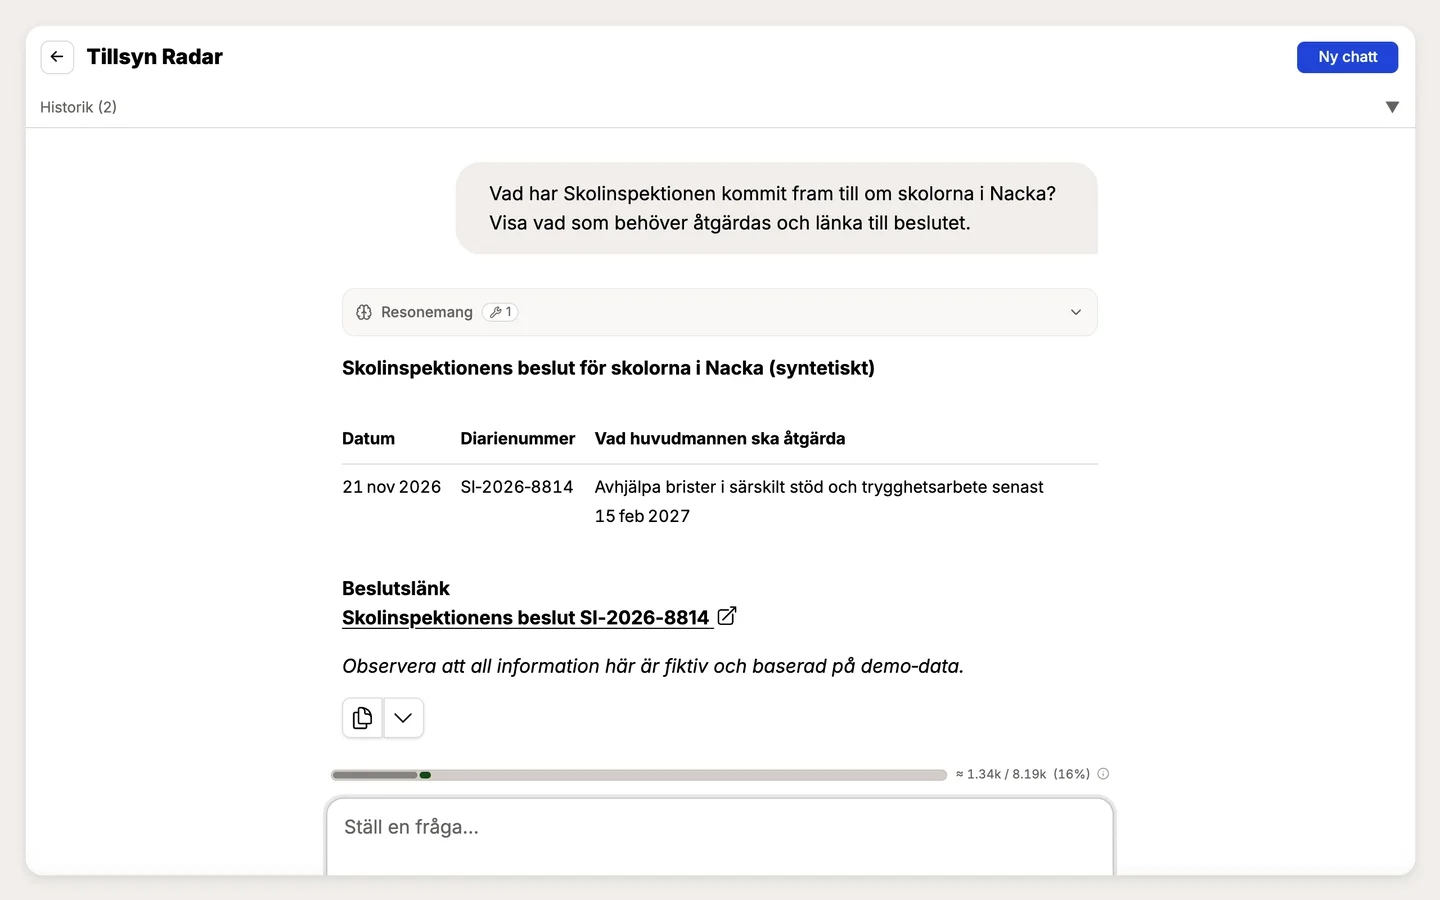 Tillsyn Radar
Ny chatt
Historik (2)
Vad har Skolinspektionen kommit fram till om skolorna i Nacka?
Visa vad som behöver åtgärdas och länka till beslutet.
Resonemang 1
Skolinspektionens beslut för skolorna i Nacka (syntetiskt)
Datum Diarienummer Vad huvudmannen ska åtgärda
21 nov 2026 SI-2026-8814 Avhjälpa brister i särskilt stöd och trygghetsarbete senast
15 feb 2027
Beslutslänk
Skolinspektionens beslut SI-2026-8814
Observera att all information här är fiktiv och baserad på demo-data.
≈ 1.34k / 8.19k (16%)
Ställ en fråga...